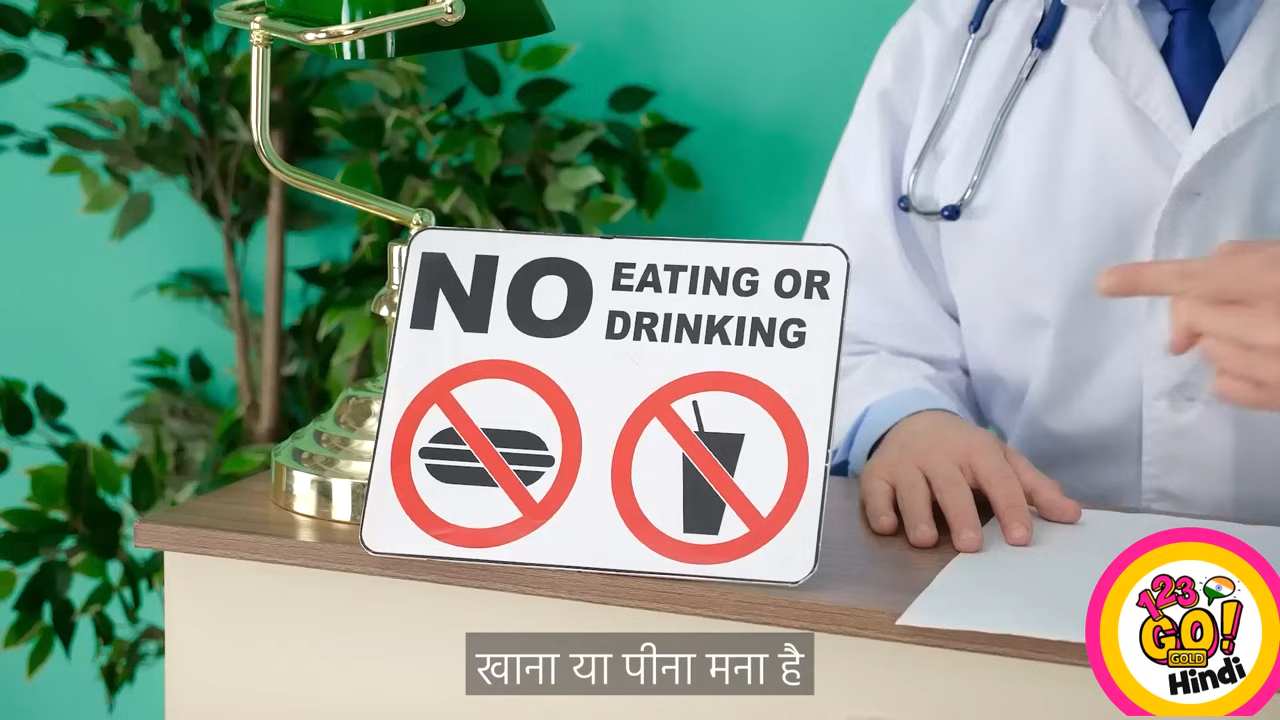 NO EATING OR
DRINKING
खाना या पीना मना है
123
GO!
GOLD
Hindi